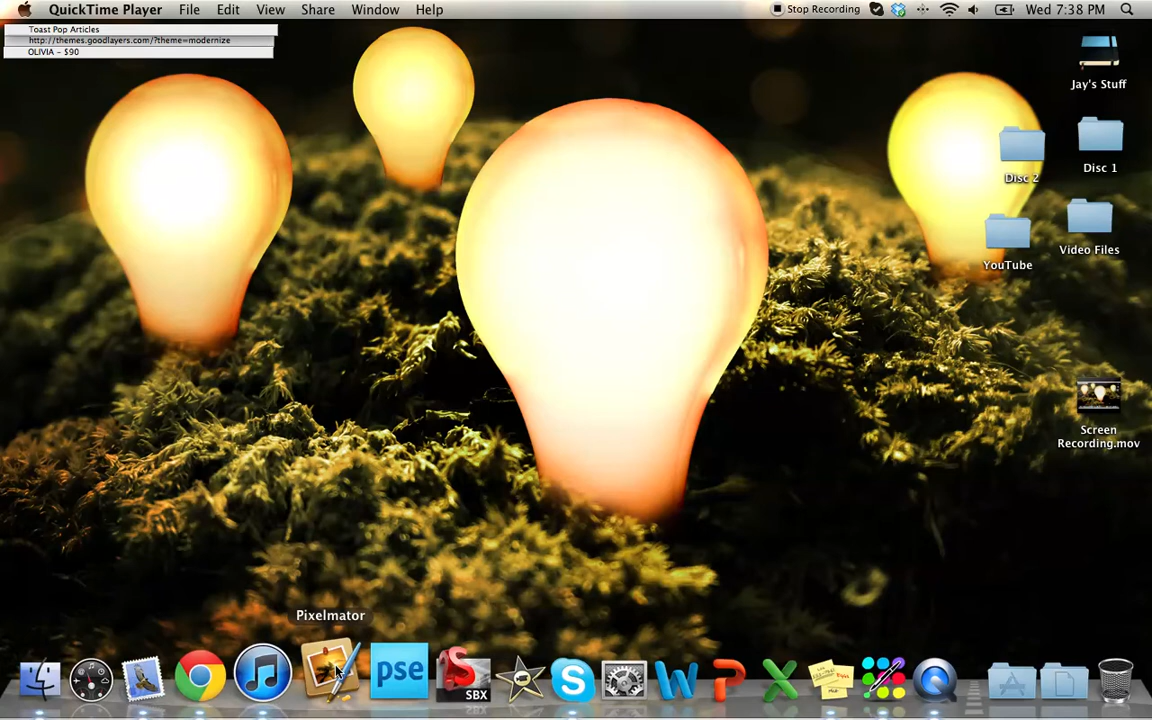 QuickTime Player File Edit View Share Window Help Stop Recording Wed 7:38 PM
Toast Pop Articles
http://themes.goodlayers.com/?theme=modernize
OLIVIA - $90
Jay's Stuff
Disc 2
Disc 1
YouTube
Video Files
Screen
Recording.mov
Pixelmator
pse
SBX